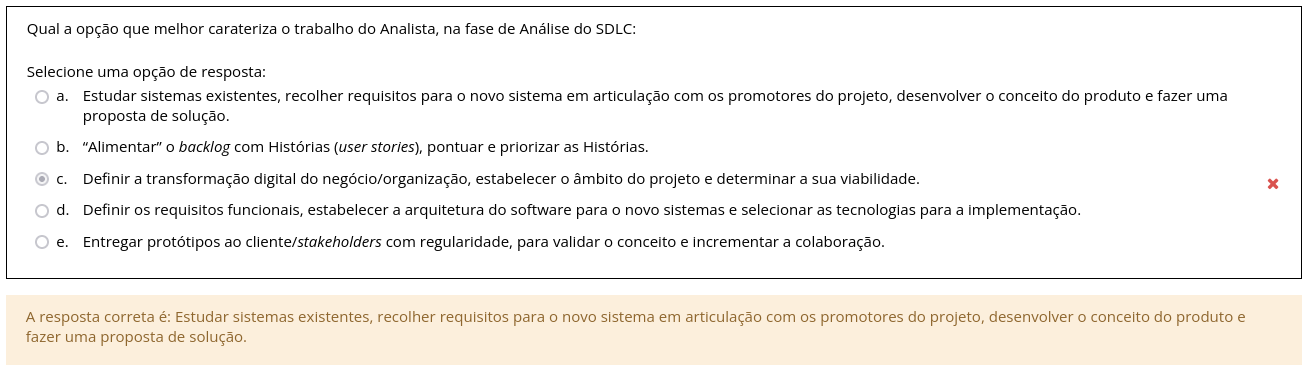 Qual a opção que melhor carateriza o trabalho do Analista, na fase de Análise do SDLC:
Selecione uma opção de resposta:
a. Estudar sistemas existentes, recolher requisitos para o novo sistema em articulação com os promotores do projeto, desenvolver o conceito do produto e fazer uma
proposta de solução.
b. “Alimentar” o backlog com Histórias (user stories), pontuar e priorizar as Histórias.
c. Definir a transformação digital do negócio/organização, estabelecer o âmbito do projeto e determinar a sua viabilidade.
d. Definir os requisitos funcionais, estabelecer a arquitetura do software para o novo sistemas e selecionar as tecnologias para a implementação.
e. Entregar protótipos ao cliente/stakeholders com regularidade, para validar o conceito e incrementar a colaboração.
A resposta correta é: Estudar sistemas existentes, recolher requisitos para o novo sistema em articulação com os promotores do projeto, desenvolver o conceito do produto e
fazer uma proposta de solução.